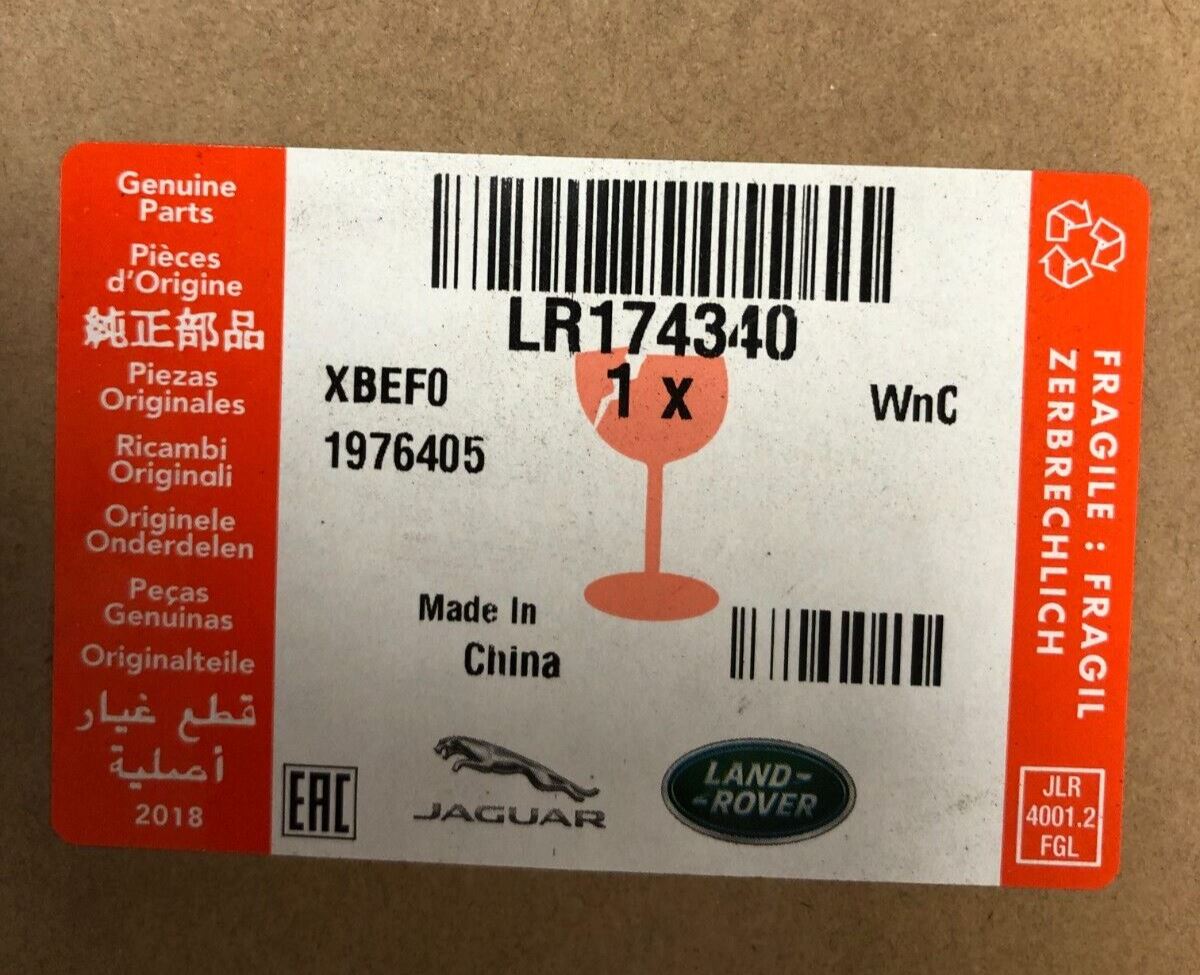 Genuine
Parts
Pièces
d'Origine
純正部品
Piezas
Originales
Ricambi
Originali
Originele
Onderdelen
Peças
Genuinas
Originalteile
قطع غيار
أصلية
2018
LR174340
XBEF0
1 x
WnC
1976405
Made In
China
EAC
JAGUAR
LAND-
-ROVER
FRAGILE : FRAGIL
ZERBRECHLICH
JLR
4001.2
FGL